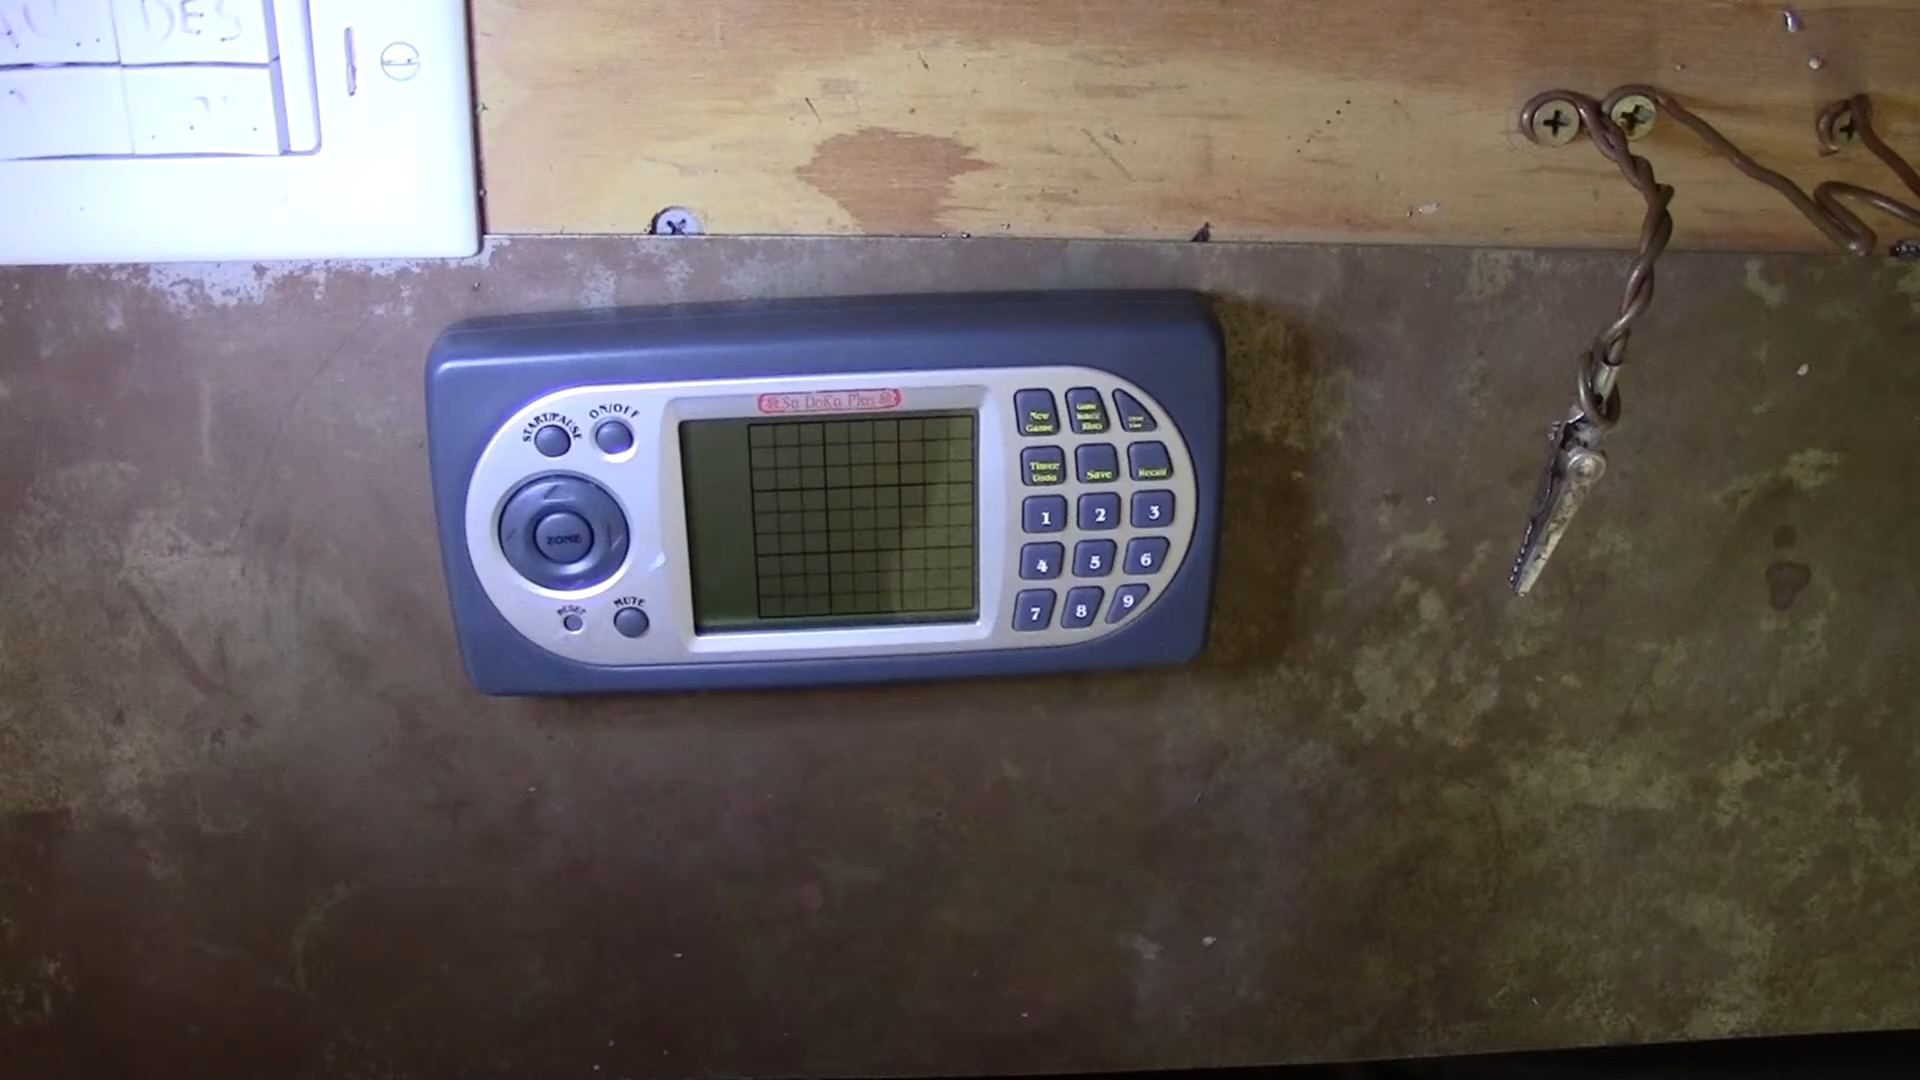 DES
Su DoKu Plus
START/PAUSE
ON/OFF
ZONE
RESET
MUTE
New
Game
Timer
Undo
Save
Recall
1 2 3
4 5 6
7 8 9